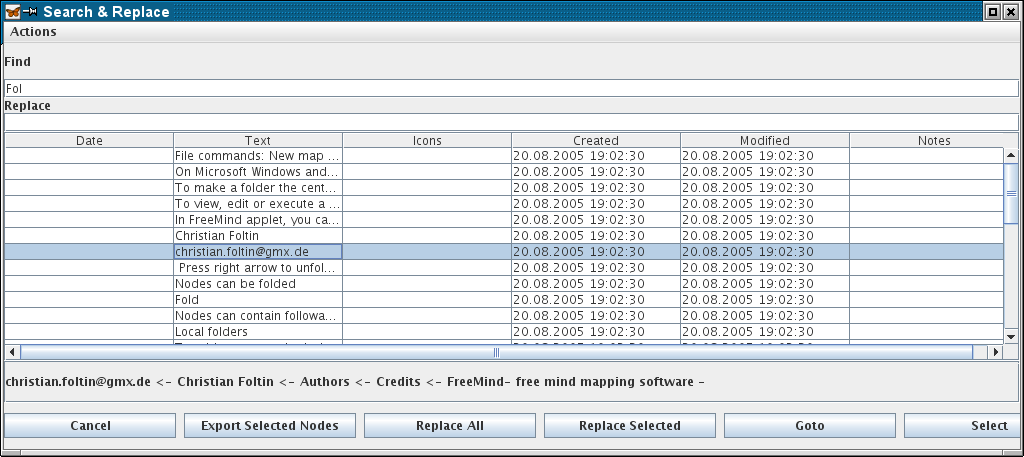 Search & Replace
Actions
Find
Fol
Replace
Date Text Icons Created Modified Notes
File commands: New map ... 20.08.2005 19:02:30 20.08.2005 19:02:30
On Microsoft Windows and... 20.08.2005 19:02:30 20.08.2005 19:02:30
To make a folder the cent... 20.08.2005 19:02:30 20.08.2005 19:02:30
To view, edit or execute a ... 20.08.2005 19:02:30 20.08.2005 19:02:30
In FreeMind applet, you ca... 20.08.2005 19:02:30 20.08.2005 19:02:30
Christian Foltin 20.08.2005 19:02:30 20.08.2005 19:02:30
christian.foltin@gmx.de 20.08.2005 19:02:30 20.08.2005 19:02:30
Press right arrow to unfol... 20.08.2005 19:02:30 20.08.2005 19:02:30
Nodes can be folded 20.08.2005 19:02:30 20.08.2005 19:02:30
Fold 20.08.2005 19:02:30 20.08.2005 19:02:30
Nodes can contain followa... 20.08.2005 19:02:30 20.08.2005 19:02:30
Local folders 20.08.2005 19:02:30 20.08.2005 19:02:30
christian.foltin@gmx.de <- Christian Foltin <- Authors <- Credits <- FreeMind- free mind mapping software -
Cancel Export Selected Nodes Replace All Replace Selected Goto Select